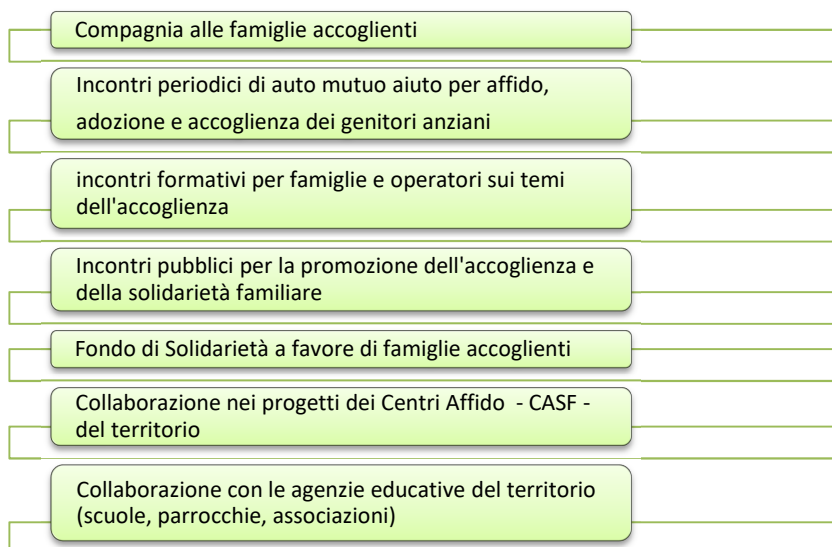 Compagnia alle famiglie accoglienti
Incontri periodici di auto mutuo aiuto per affido,
adozione e accoglienza dei genitori anziani
incontri formativi per famiglie e operatori sui temi
dell'accoglienza
Incontri pubblici per la promozione dell'accoglienza e
della solidarietà familiare
Fondo di Solidarietà a favore di famiglie accoglienti
Collaborazione nei progetti dei Centri Affido - CASF -
del territorio
Collaborazione con le agenzie educative del territorio
(scuole, parrocchie, associazioni)